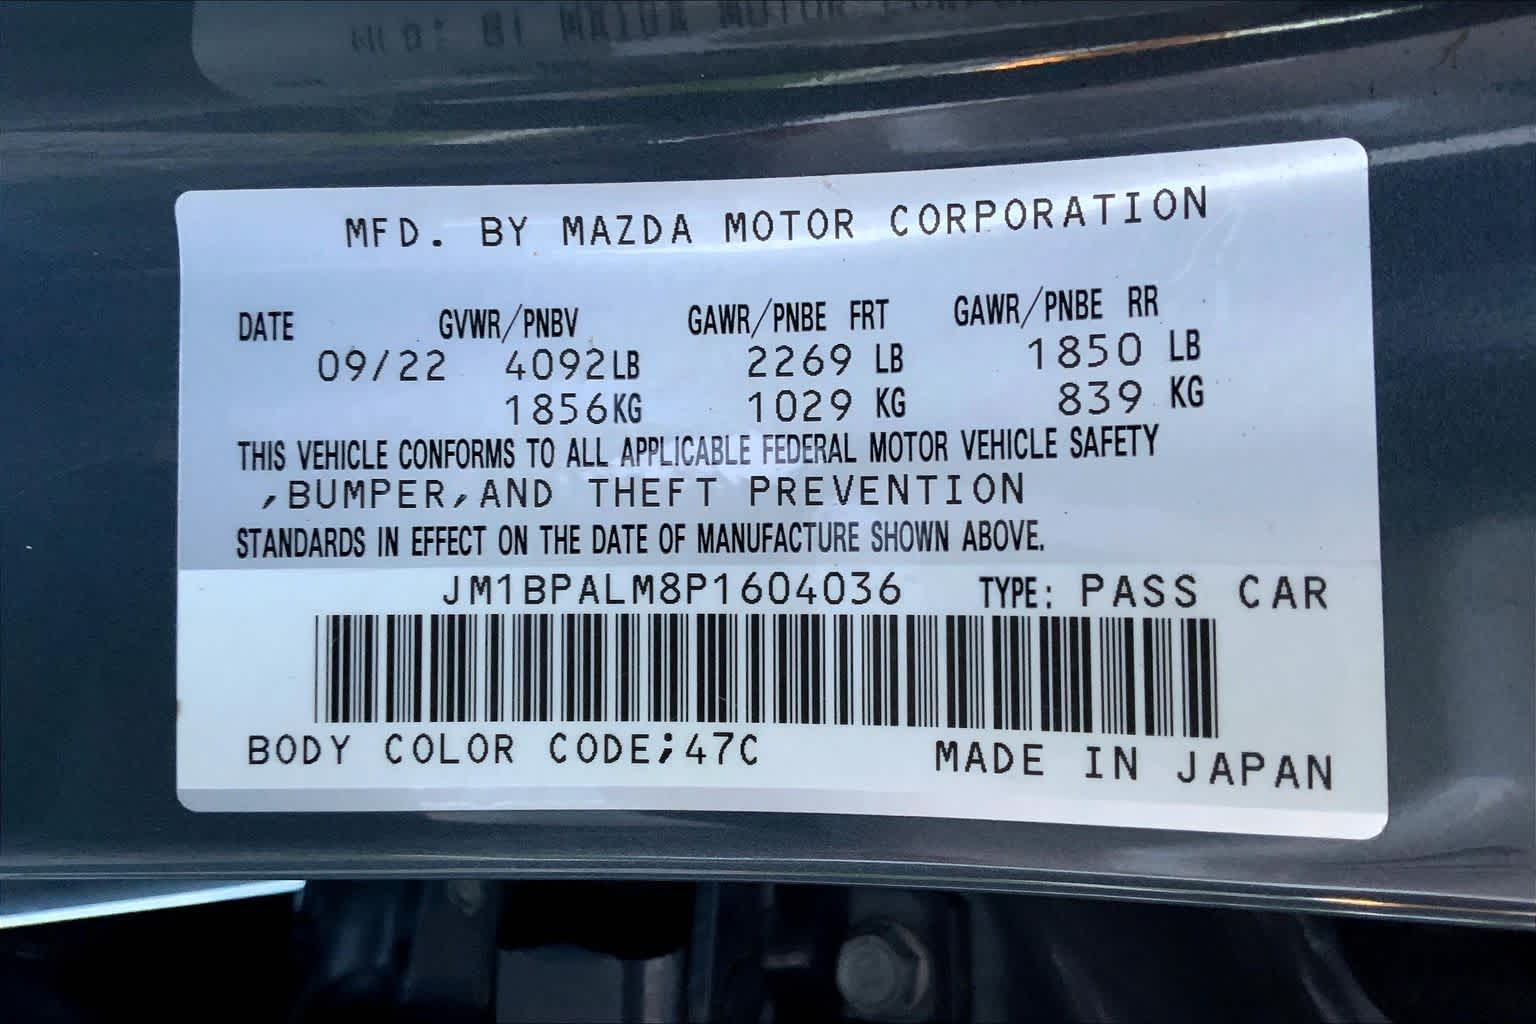 MFD. BY MAZDA MOTOR CORPORATION
DATE GVWR/PNBV GAWR/PNBE FRT GAWR/PNBE RR
09/22 4092LB 2269 LB 1850 LB
1856KG 1029 KG 839 KG
THIS VEHICLE CONFORMS TO ALL APPLICABLE FEDERAL MOTOR VEHICLE SAFETY
,BUMPER,AND THEFT PREVENTION
STANDARDS IN EFFECT ON THE DATE OF MANUFACTURE SHOWN ABOVE.
JM1BPALM8P1604036 TYPE: PASS CAR
BODY COLOR CODE;47C MADE IN JAPAN